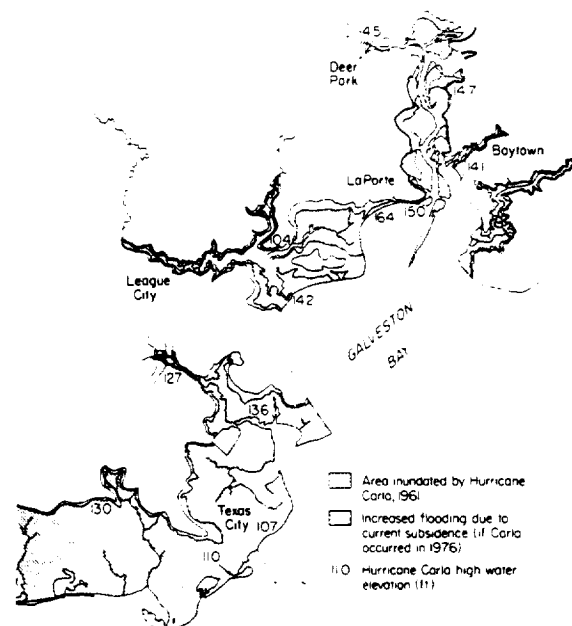 14.5
Deer
Park
14.7
Baytown
14.1
LaPorte
16.4
15.0
League
City
14.2
GALVESTON
BAY
12.7
13.6
13.0
Texas
City
10.7
11.0
Area inundated by Hurricane
Carla, 1961
Increased flooding due to
current subsidence (if Carla
occurred in 1976)
11.0 Hurricane Carla high water
elevation (ft)